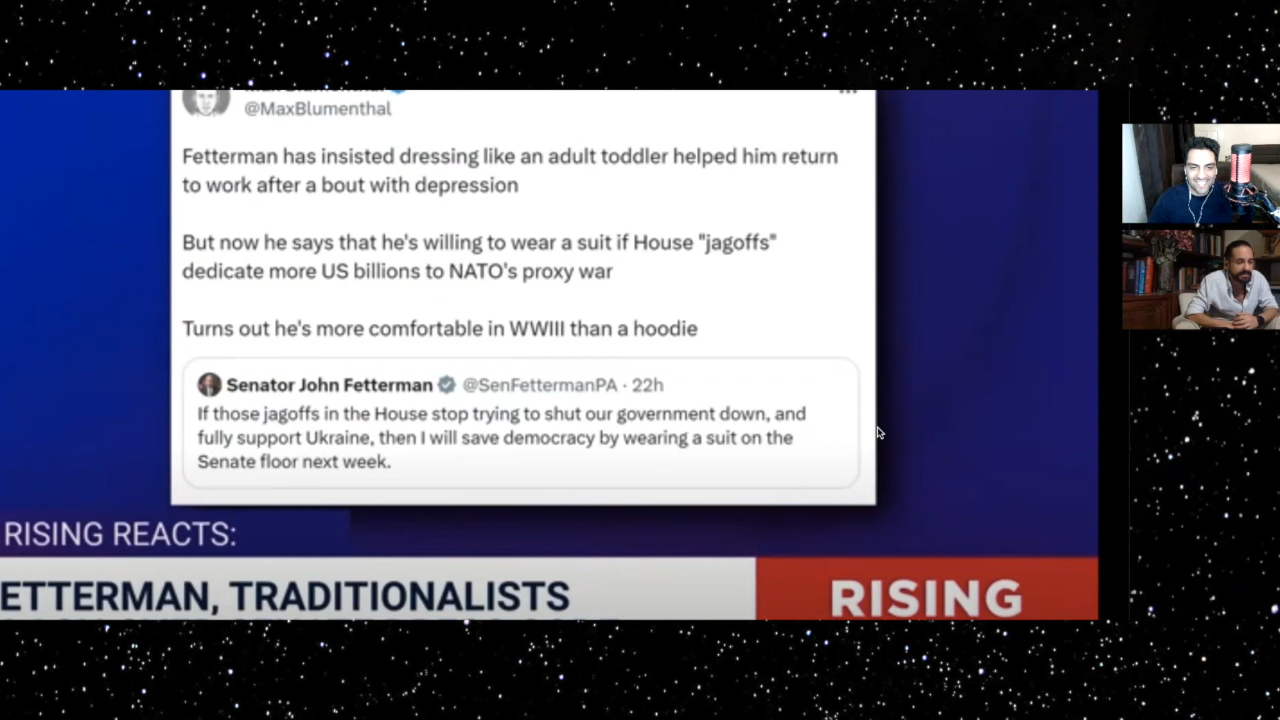 @MaxBlumenthal
Fetterman has insisted dressing like an adult toddler helped him return
to work after a bout with depression
But now he says that he's willing to wear a suit if House "jagoffs"
dedicate more US billions to NATO's proxy war
Turns out he's more comfortable in WWIII than a hoodie
Senator John Fetterman @SenFettermanPA · 22h
If those jagoffs in the House stop trying to shut our government down, and
fully support Ukraine, then I will save democracy by wearing a suit on the
Senate floor next week.
RISING REACTS:
ETTERMAN, TRADITIONALISTS
RISING